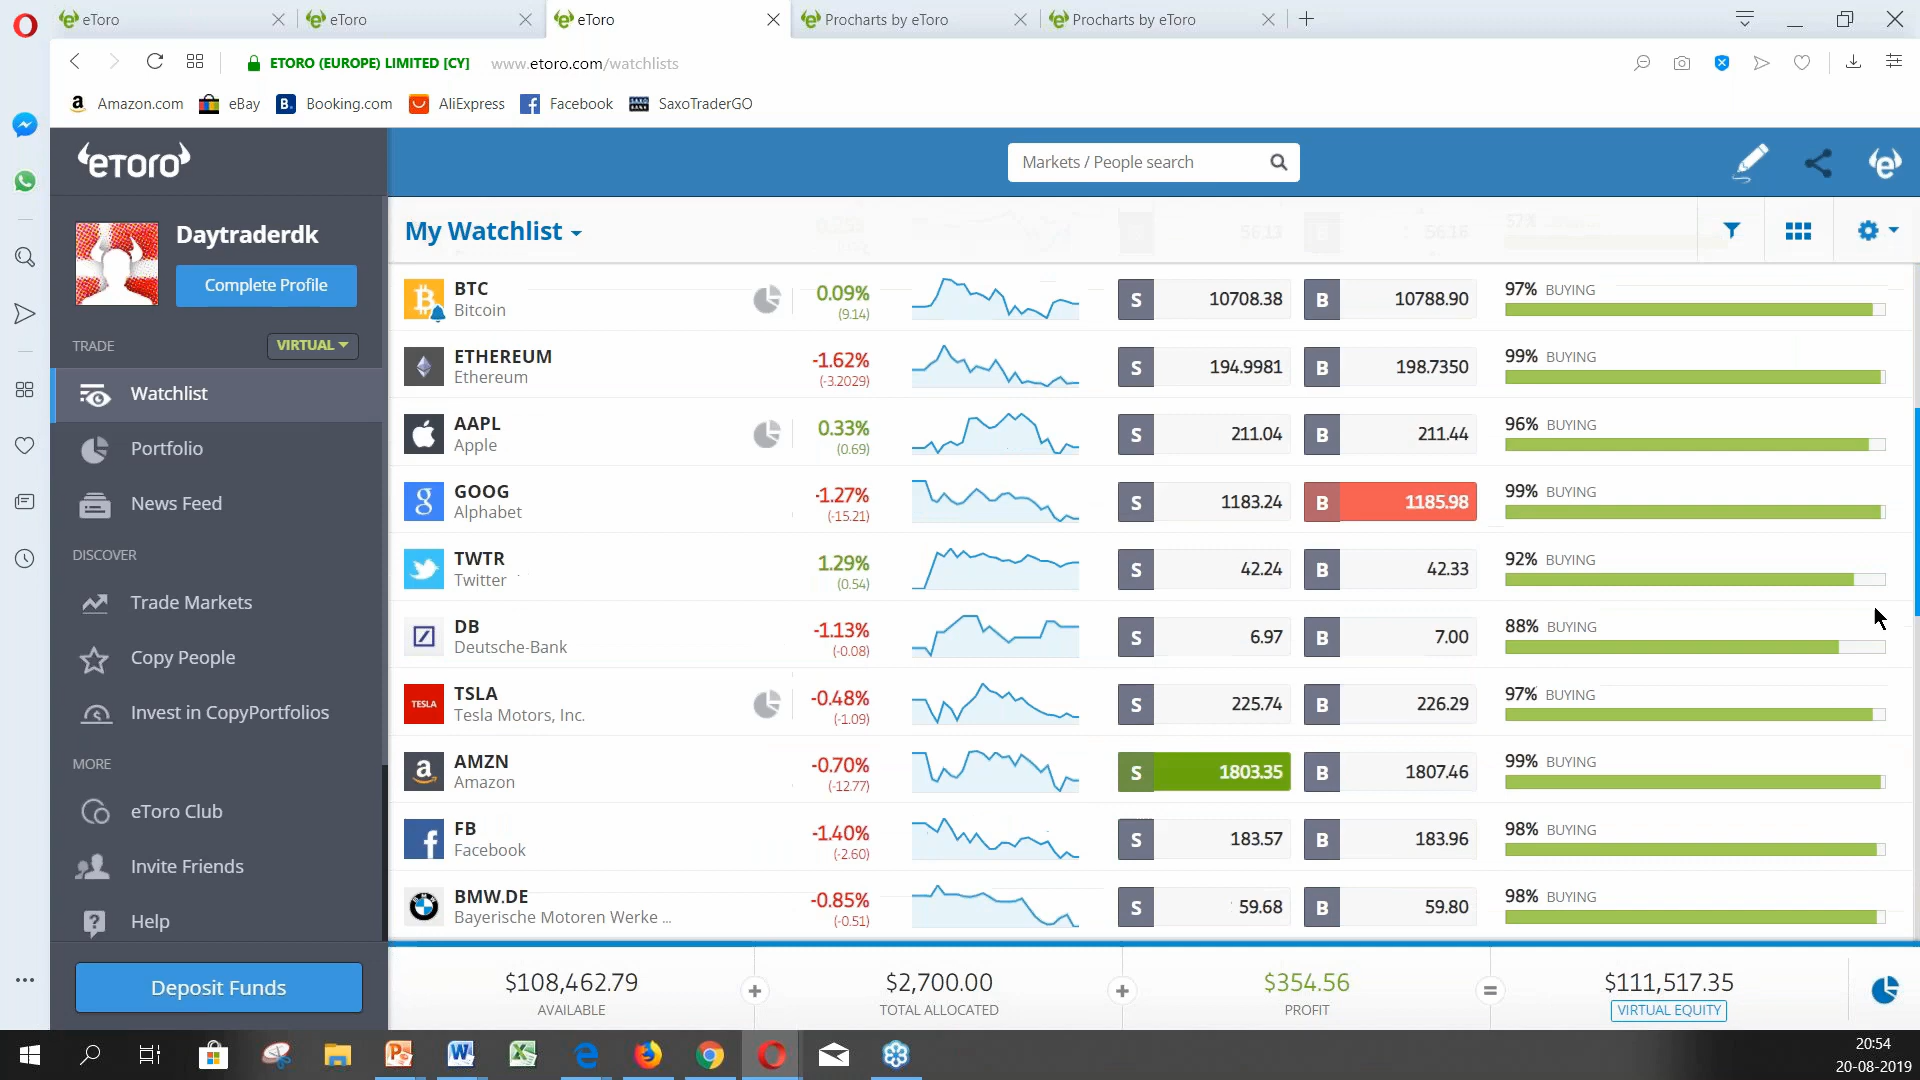 eToro
eToro
eToro
Procharts by eToro
Procharts by eToro
ETORO (EUROPE) LIMITED [CY]
www.etoro.com/watchlists
Amazon.com
eBay
Booking.com
AliExpress
Facebook
SaxoTraderGO
eToro
Markets / People search
Daytraderdk
Complete Profile
TRADE
VIRTUAL
Watchlist
Portfolio
News Feed
DISCOVER
Trade Markets
Copy People
Invest in CopyPortfolios
MORE
eToro Club
Invite Friends
Help
Deposit Funds
My Watchlist
BTC
Bitcoin
0.09%
(9.14)
S
10708.38
B
10788.90
97% BUYING
ETHEREUM
Ethereum
-1.62%
(-3.2029)
S
194.9981
B
198.7350
99% BUYING
AAPL
Apple
0.33%
(0.69)
S
211.04
B
211.44
96% BUYING
GOOG
Alphabet
-1.27%
(-15.21)
S
1183.24
B
1185.98
99% BUYING
TWTR
Twitter
1.29%
(0.54)
S
42.24
B
42.33
92% BUYING
DB
Deutsche-Bank
-1.13%
(-0.08)
S
6.97
B
7.00
88% BUYING
TESLA
TSLA
Tesla Motors, Inc.
-0.48%
(-1.09)
S
225.74
B
226.29
97% BUYING
AMZN
Amazon
-0.70%
(-12.77)
S
1803.35
B
1807.46
99% BUYING
FB
Facebook
-1.40%
(-2.60)
S
183.57
B
183.96
98% BUYING
BMW.DE
Bayerische Motoren Werke ...
-0.85%
(-0.51)
S
59.68
B
59.80
98% BUYING
$108,462.79
AVAILABLE
+
$2,700.00
TOTAL ALLOCATED
+
$354.56
PROFIT
=
$111,517.35
VIRTUAL EQUITY
20:54
20-08-2019